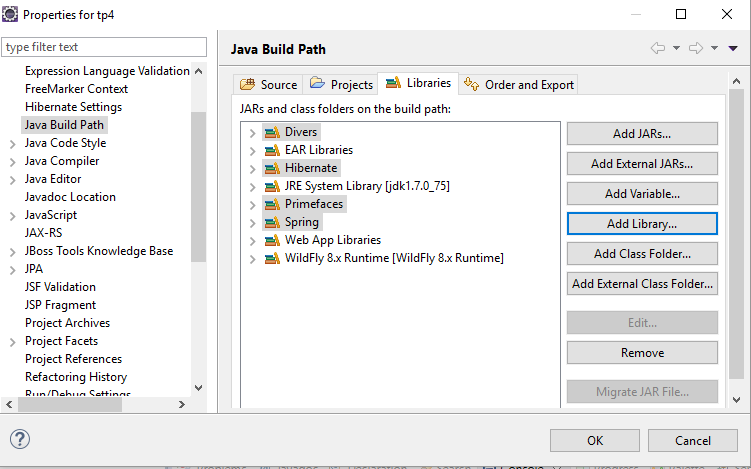 Properties for tp4
type filter text
Expression Language Validation
FreeMarker Context
Hibernate Settings
Java Build Path
Java Code Style
Java Compiler
Java Editor
Javadoc Location
JavaScript
JAX-RS
JBoss Tools Knowledge Base
JPA
JSF Validation
JSP Fragment
Project Archives
Project Facets
Project References
Refactoring History
Run/Debug Settings
Java Build Path
Source
Projects
Libraries
Order and Export
JARs and class folders on the build path:
Divers
EAR Libraries
Hibernate
JRE System Library [jdk1.7.0_75]
Primefaces
Spring
Web App Libraries
WildFly 8.x Runtime [WildFly 8.x Runtime]
Add JARs...
Add External JARs...
Add Variable...
Add Library...
Add Class Folder...
Add External Class Folder...
Edit...
Remove
Migrate JAR File...
OK
Cancel